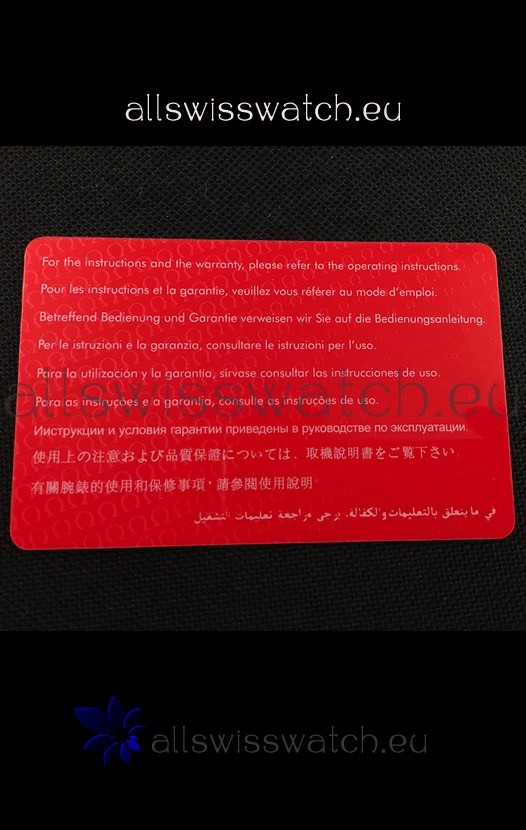 allswisswatch.eu
For the instructions and the warranty, please refer to the operating instructions.
Pour les instructions et la garantie, veuillez vous référer au mode d'emploi.
Betreffend Bedienung und Garantie verweisen wir Sie auf die Bedienungsanleitung.
Per le istruzioni e la garanzia, consultare le istruzioni per l'uso.
Para la utilización y la garantía, sírvase consultar las instrucciones de uso.
allswisswatch.eu
Para as instruções e a garantia, consulte as instruções de uso.
Инструкции и условия гарантии приведены в руководстве по эксплуатации.
使用上の注意および品質保證については、取機說明書をご覧下さい
有關腕錶的使用和保修事項，請參閱使用說明
في ما يتعلق بالتعليمات والكفالة، يرجى مراجعة تعليمات التشغيل
allswisswatch.eu